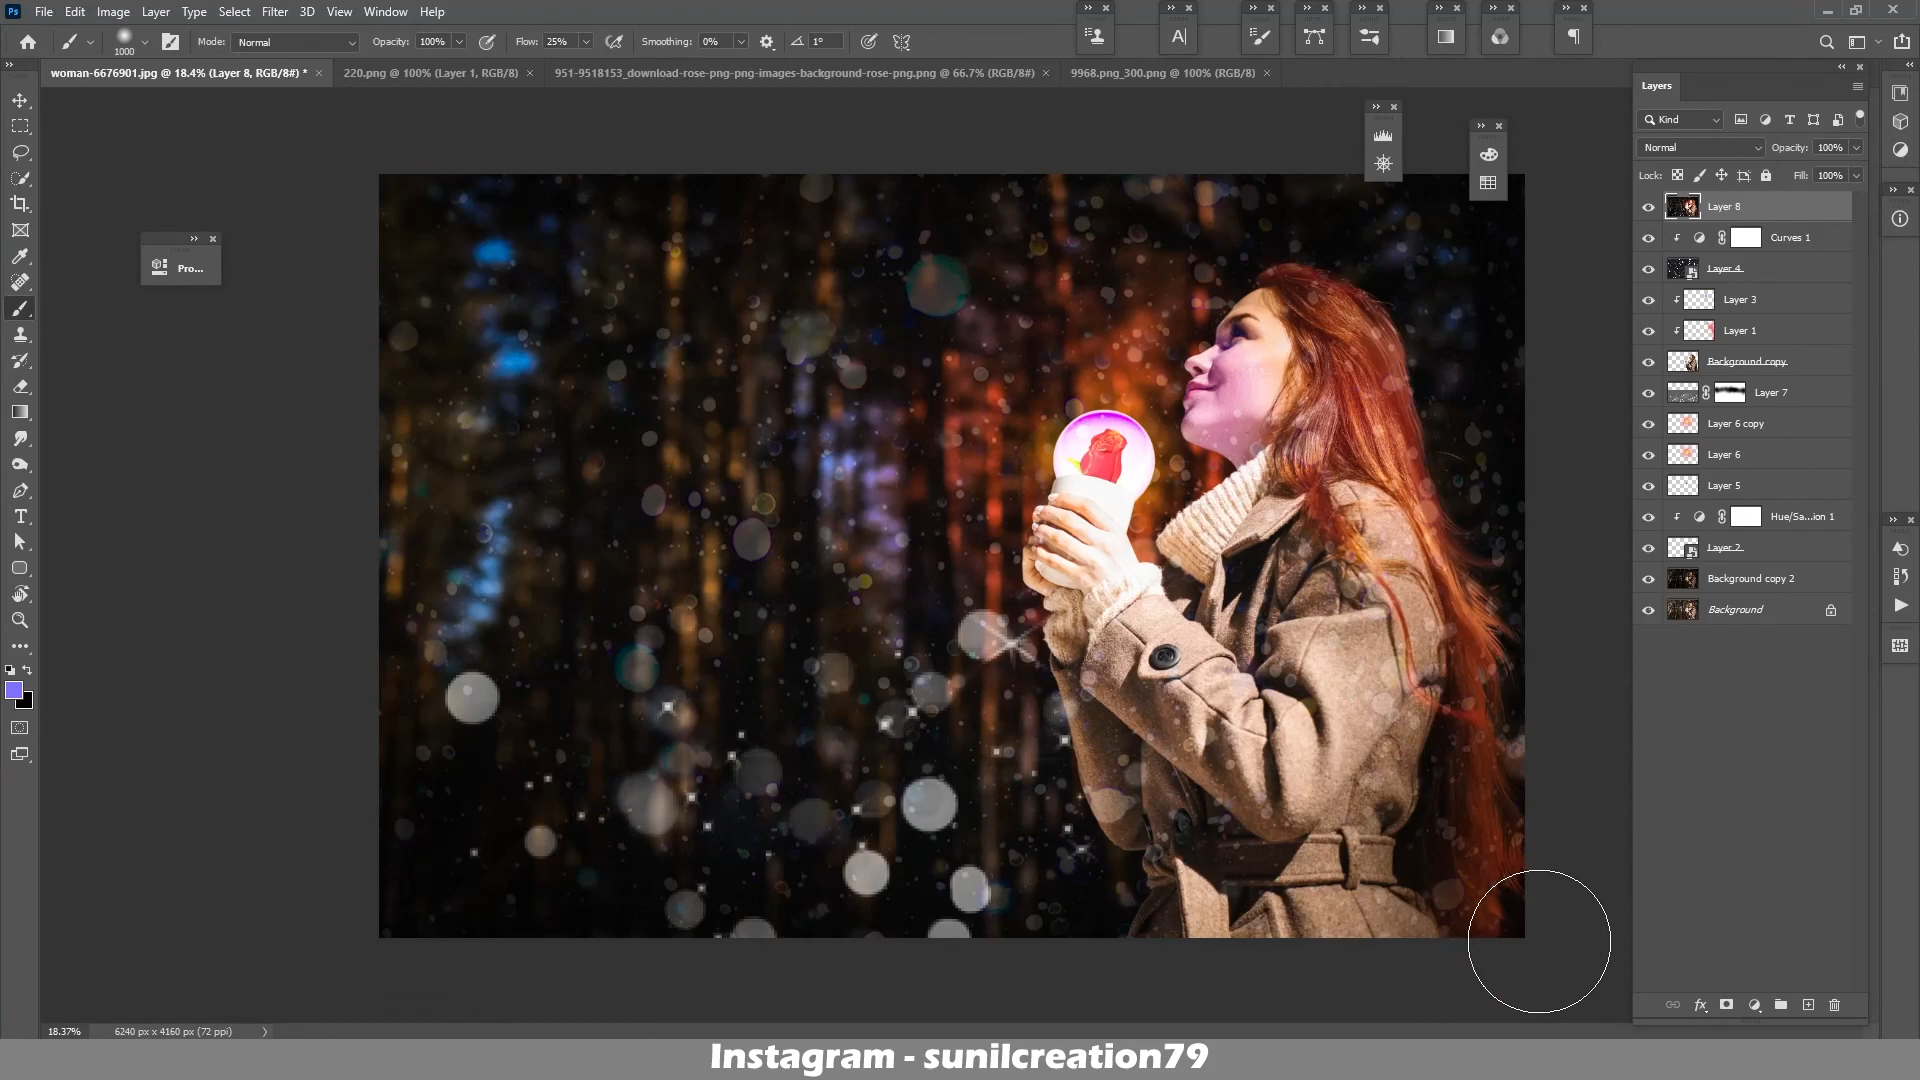 Ps File Edit Image Layer Type Select Filter 3D View Window Help
1000 Mode: Normal Opacity: 100% Flow: 25% Smoothing: 0% 1°
woman-6676901.jpg @ 18.4% (Layer 8, RGB/8#) * 220.png @ 100% (Layer 1, RGB/8) 951-9518153_download-rose-png-png-images-background-rose-png.png @ 66.7% (RGB/8#) 9968.png_300.png @ 100% (RGB/8)
Layers
Kind
Normal Opacity: 100%
Lock: Fill: 100%
Layer 8
Curves 1
Layer 4
Layer 3
Layer 1
Background copy
Layer 7
Layer 6 copy
Layer 6
Layer 5
Hue/Sa...ion 1
Layer 2
Background copy 2
Background
Pro...
18.37% 6240 px x 4160 px (72 ppi)
Instagram - sunilcreation79